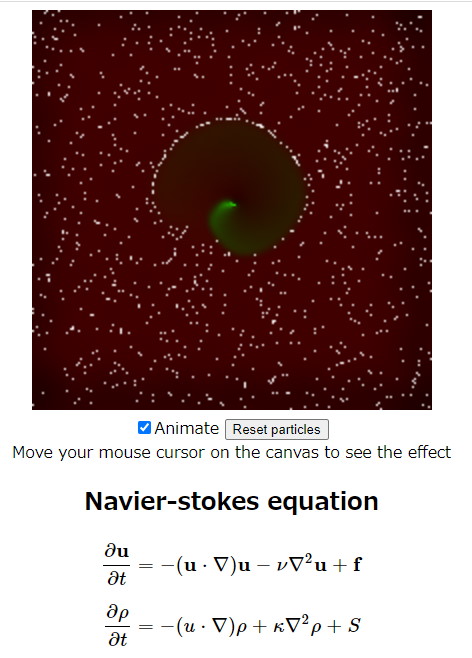 Animate Reset particles
Move your mouse cursor on the canvas to see the effect
Navier-stokes equation
∂u/∂t = −(u · ∇)u − ν∇²u + f
∂ρ/∂t = −(u · ∇)ρ + κ∇²ρ + S